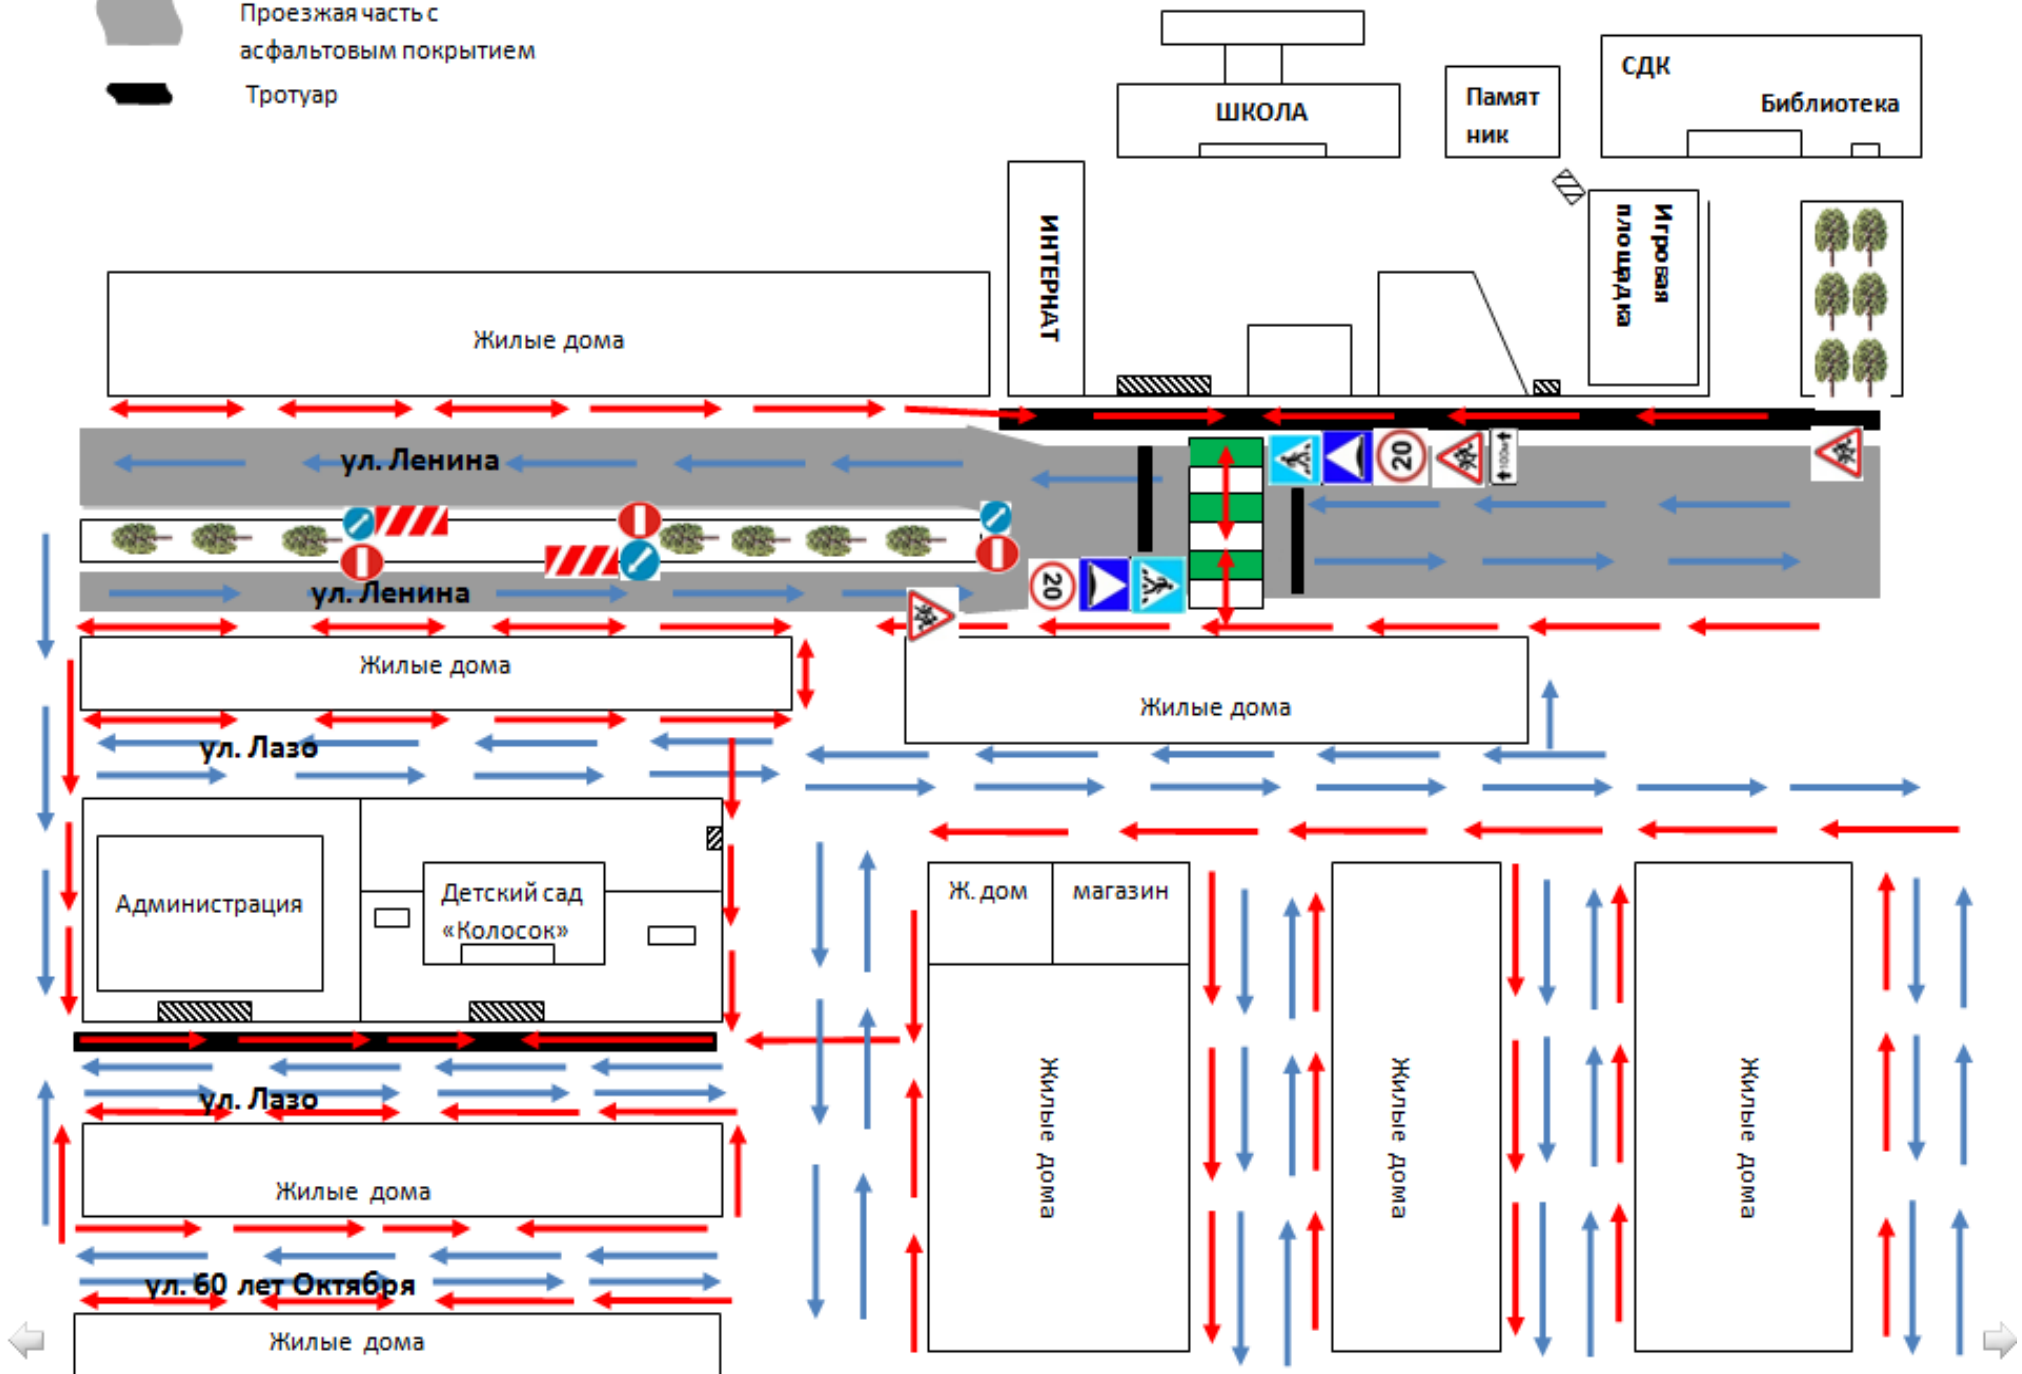 Проезжая часть с
асфальтовым покрытием
Тротуар
ШКОЛА
Памят
ник
СДК
Библиотека
ИНТЕРНАТ
Игровая
площадка
Жилые дома
ул. Ленина
20
100м
ул. Ленина
20
Жилые дома
Жилые дома
ул. Лазо
Администрация
Детский сад
«Колосок»
Ж. дом
магазин
Жилые дома
Жилые дома
Жилые дома
ул. Лазо
Жилые дома
ул. 60 лет Октября
Жилые дома